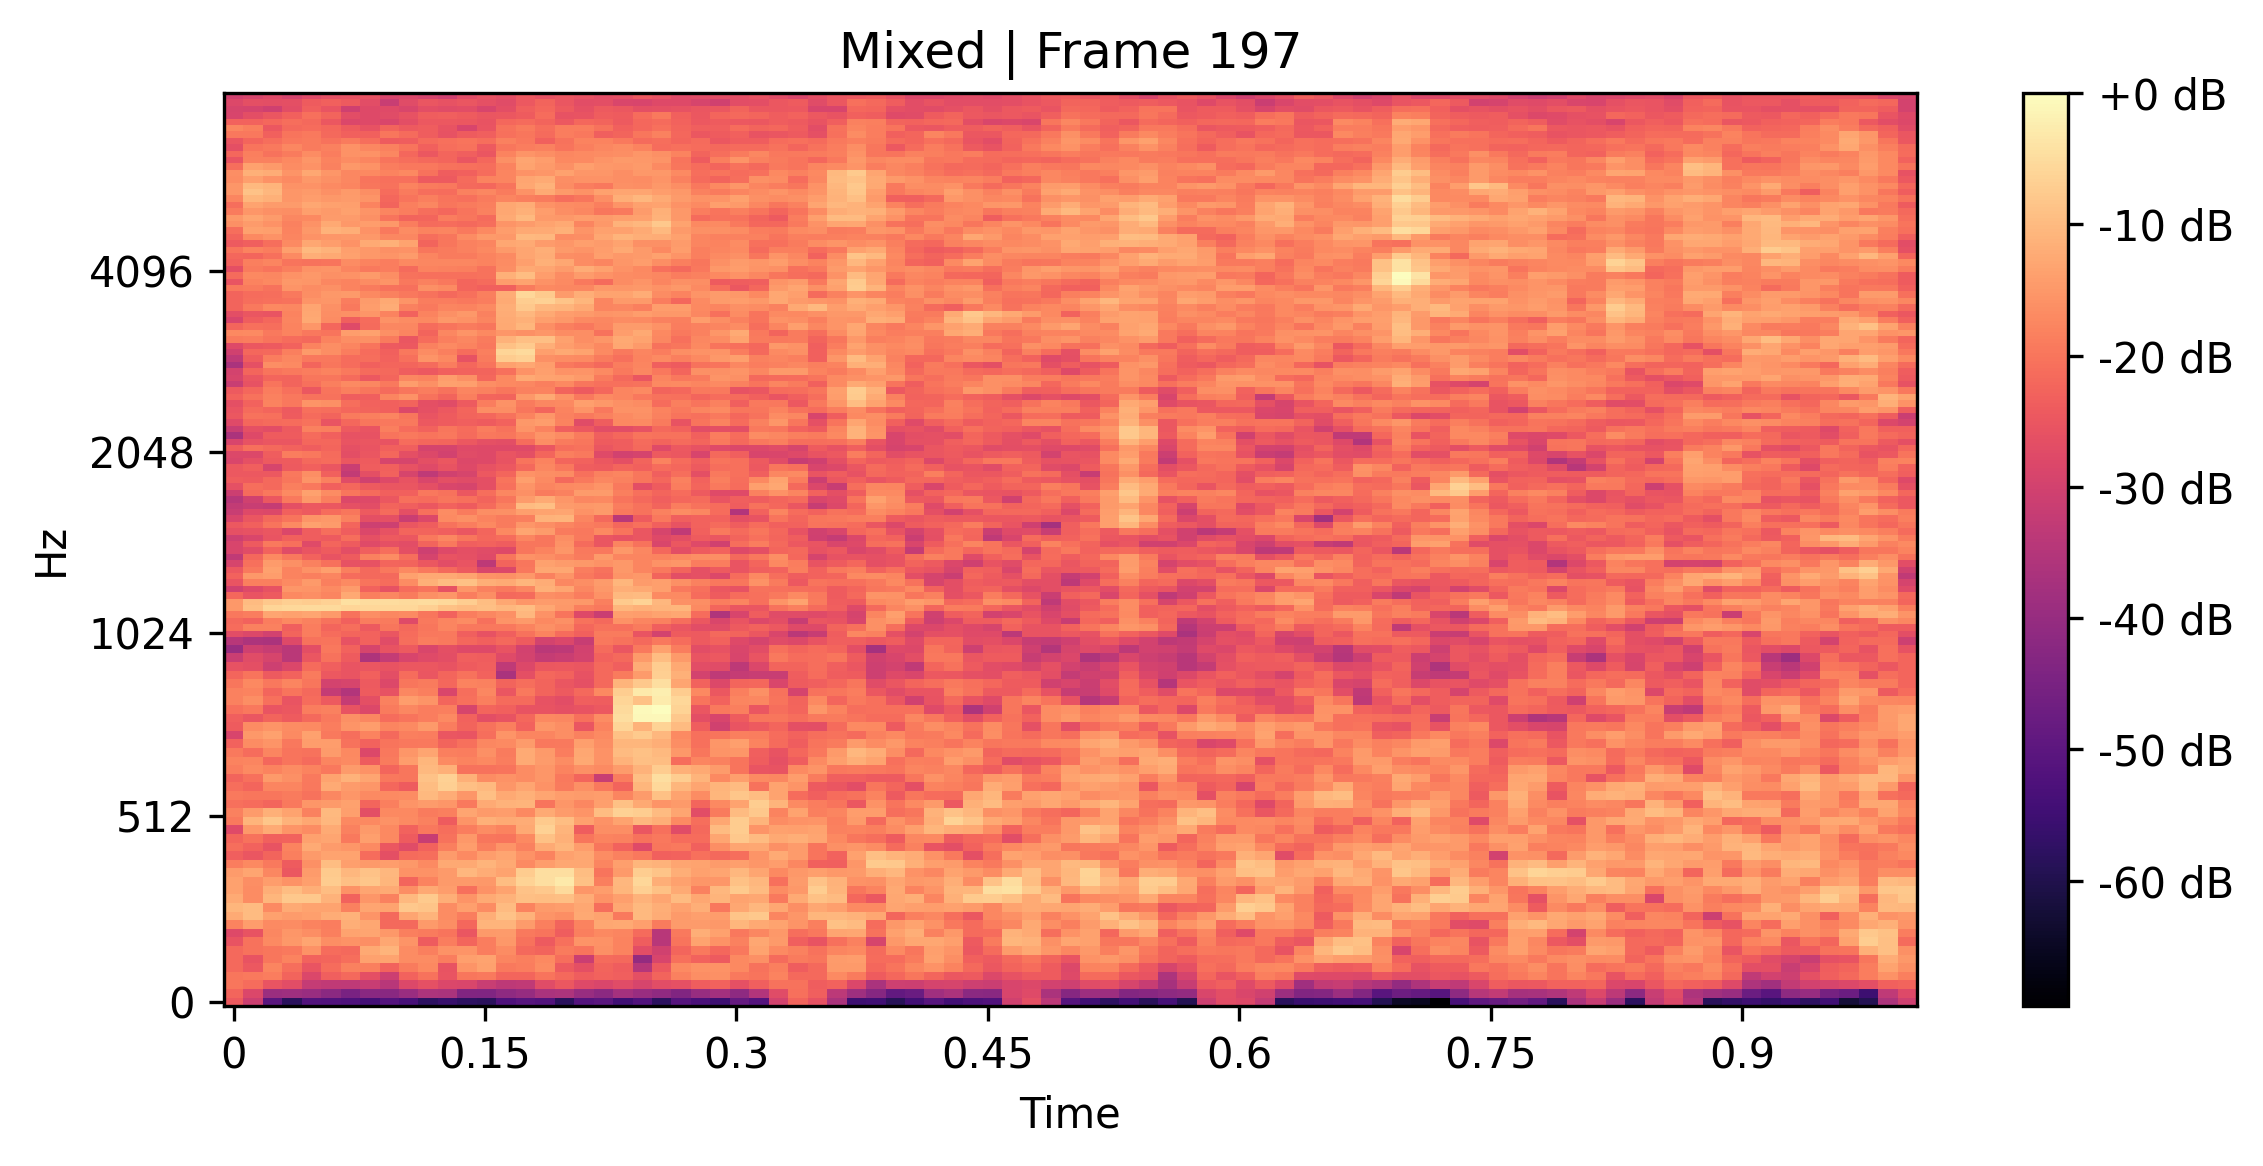 Mixed | Frame 197
+0 dB
-10 dB
-20 dB
-30 dB
-40 dB
-50 dB
-60 dB
4096
2048
1024
512
0
Hz
0 0.15 0.3 0.45 0.6 0.75 0.9
Time